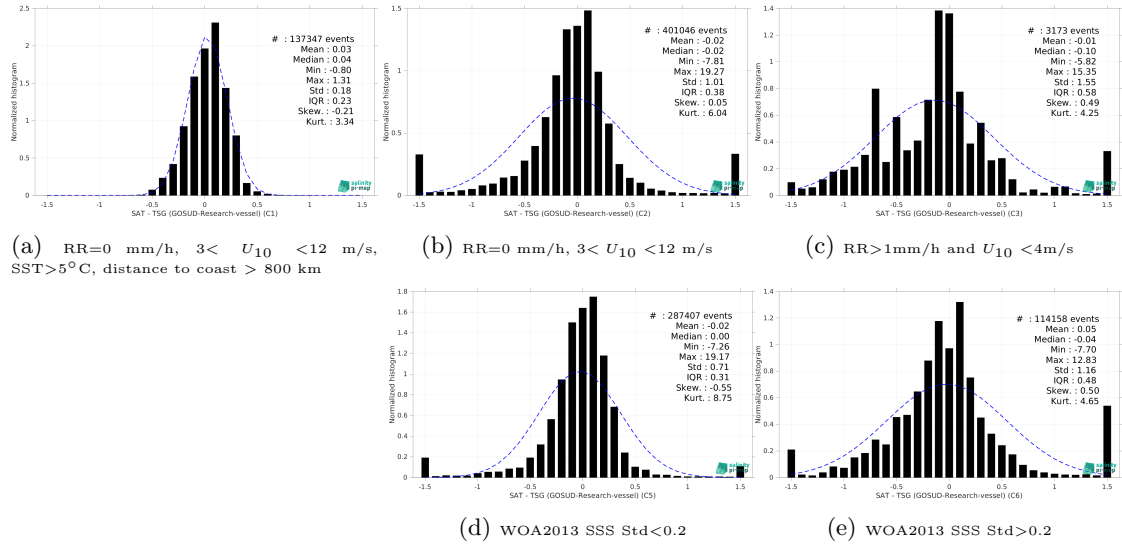 2.5
2
1.5
1
0.5
0
-1.5 -1 -0.5 0 0.5 1 1.5
Normalized histogram
SAT - TSG (GOSUD-Research-vessel) (C1)
# : 137347 events
Mean : 0.03
Median : 0.04
Min : -0.80
Max : 1.31
Std : 0.18
IQR : 0.23
Skew. : -0.21
Kurt. : 3.34
salinity
pi-mep
(a) RR=0 mm/h, 3< U10 <12 m/s,
SST>5°C, distance to coast > 800 km
1.5
1
0.5
0
-1.5 -1 -0.5 0 0.5 1 1.5
Normalized histogram
SAT - TSG (GOSUD-Research-vessel) (C2)
# : 401046 events
Mean : -0.02
Median : -0.02
Min : -7.81
Max : 19.27
Std : 1.01
IQR : 0.38
Skew. : 0.05
Kurt. : 6.04
salinity
pi-mep
(b) RR=0 mm/h, 3< U10 <12 m/s
1.4
1.2
1
0.8
0.6
0.4
0.2
0
-1.5 -1 -0.5 0 0.5 1 1.5
Normalized histogram
SAT - TSG (GOSUD-Research-vessel) (C3)
# : 3173 events
Mean : -0.01
Median : -0.10
Min : -5.82
Max : 15.35
Std : 1.55
IQR : 0.58
Skew. : 0.49
Kurt. : 4.25
salinity
pi-mep
(c) RR>1mm/h and U10 <4m/s
1.8
1.6
1.4
1.2
1
0.8
0.6
0.4
0.2
0
-1.5 -1 -0.5 0 0.5 1 1.5
Normalized histogram
SAT - TSG (GOSUD-Research-vessel) (C5)
# : 287407 events
Mean : -0.02
Median : 0.00
Min : -7.26
Max : 19.17
Std : 0.71
IQR : 0.31
Skew. : -0.55
Kurt. : 8.75
salinity
pi-mep
(d) WOA2013 SSS Std<0.2
1.4
1.2
1
0.8
0.6
0.4
0.2
0
-1.5 -1 -0.5 0 0.5 1 1.5
Normalized histogram
SAT - TSG (GOSUD-Research-vessel) (C6)
# : 114158 events
Mean : 0.05
Median : -0.04
Min : -7.70
Max : 12.83
Std : 1.16
IQR : 0.48
Skew. : 0.50
Kurt. : 4.65
salinity
pi-mep
(e) WOA2013 SSS Std>0.2